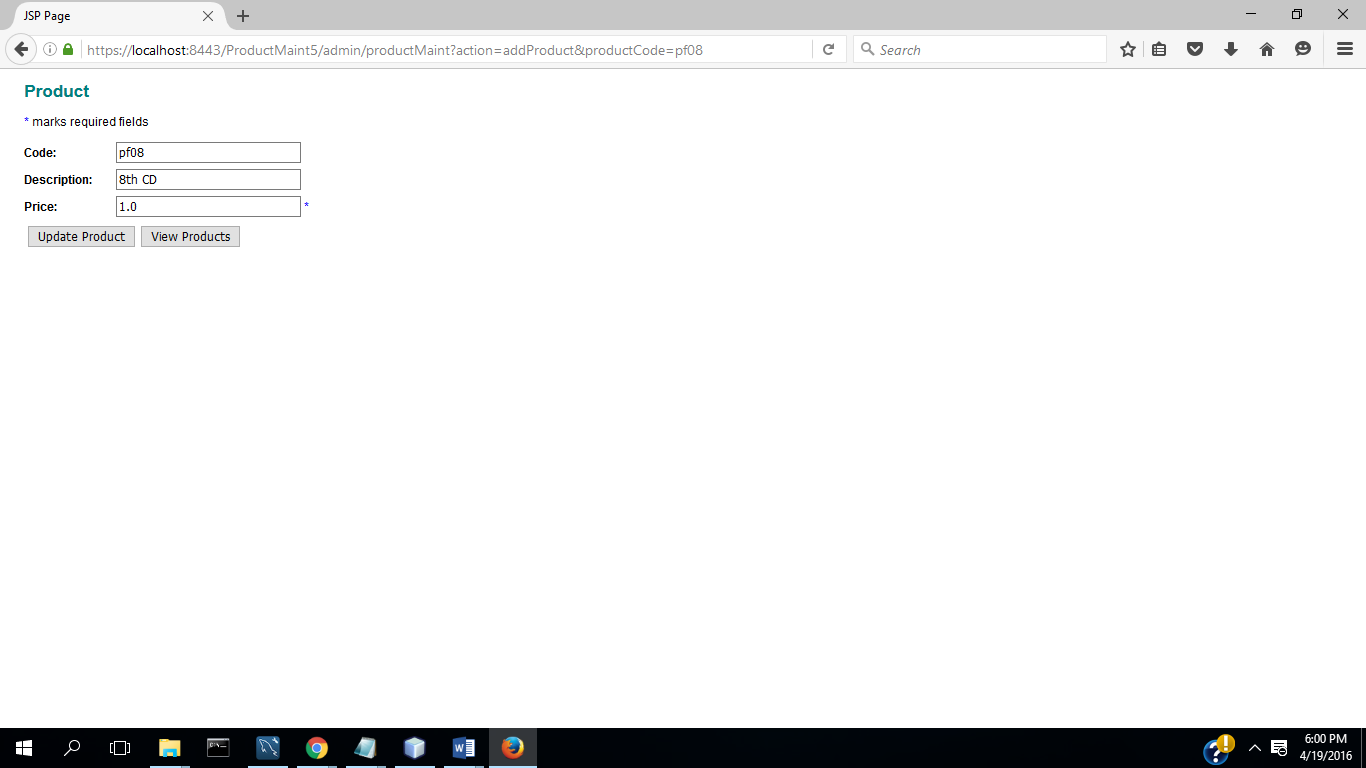 JSP Page
https://localhost:8443/ProductMaint5/admin/productMaint?action=addProduct&productCode=pf08
Search
Product
* marks required fields
Code: pf08
Description: 8th CD
Price: 1.0 *
Update Product View Products
6:00 PM
4/19/2016